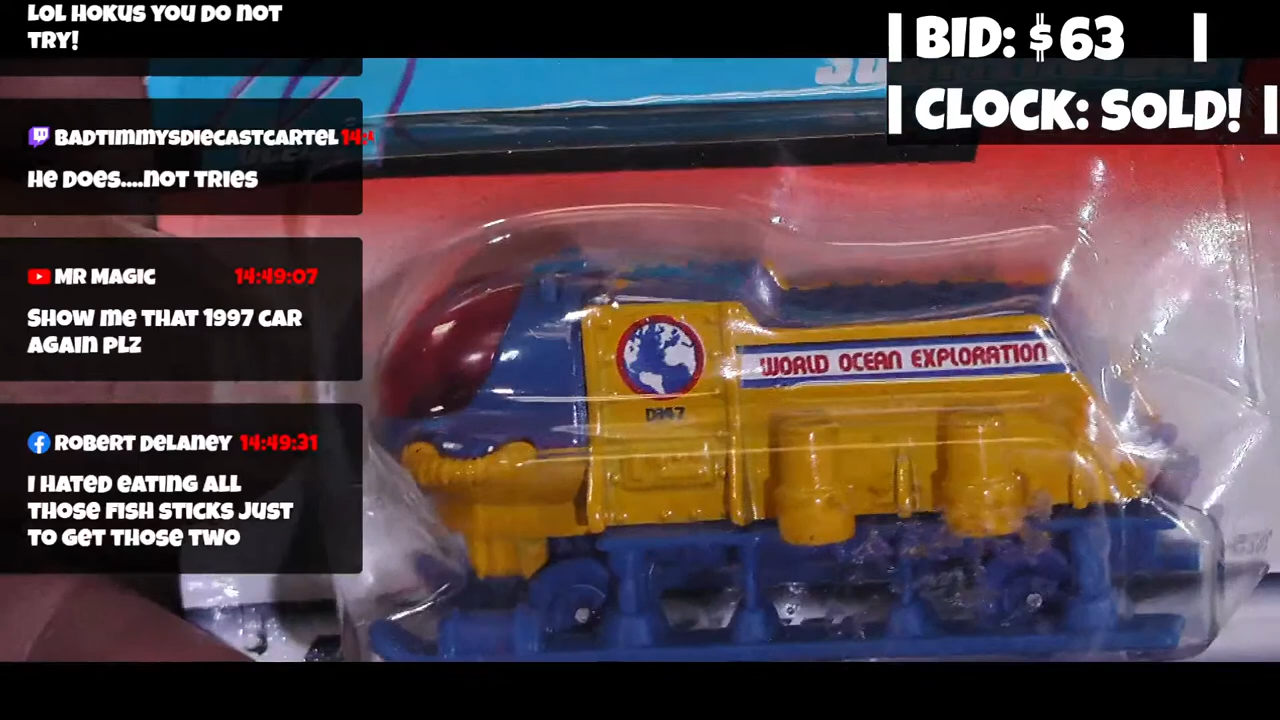 LOL HOKUS YOU DO NOT
TRY!
BADTIMMYSDIECASTCARTEL
HE DOES....NOT TRIES
MR MAGIC 14:49:07
SHOW ME THAT 1997 CAR
AGAIN PLZ
ROBERT DELANEY 14:49:31
I HATED EATING ALL
THOSE FISH STICKS JUST
TO GET THOSE TWO
| BID: $63 |
| CLOCK: SOLD! |
WORLD OCEAN EXPLORATION